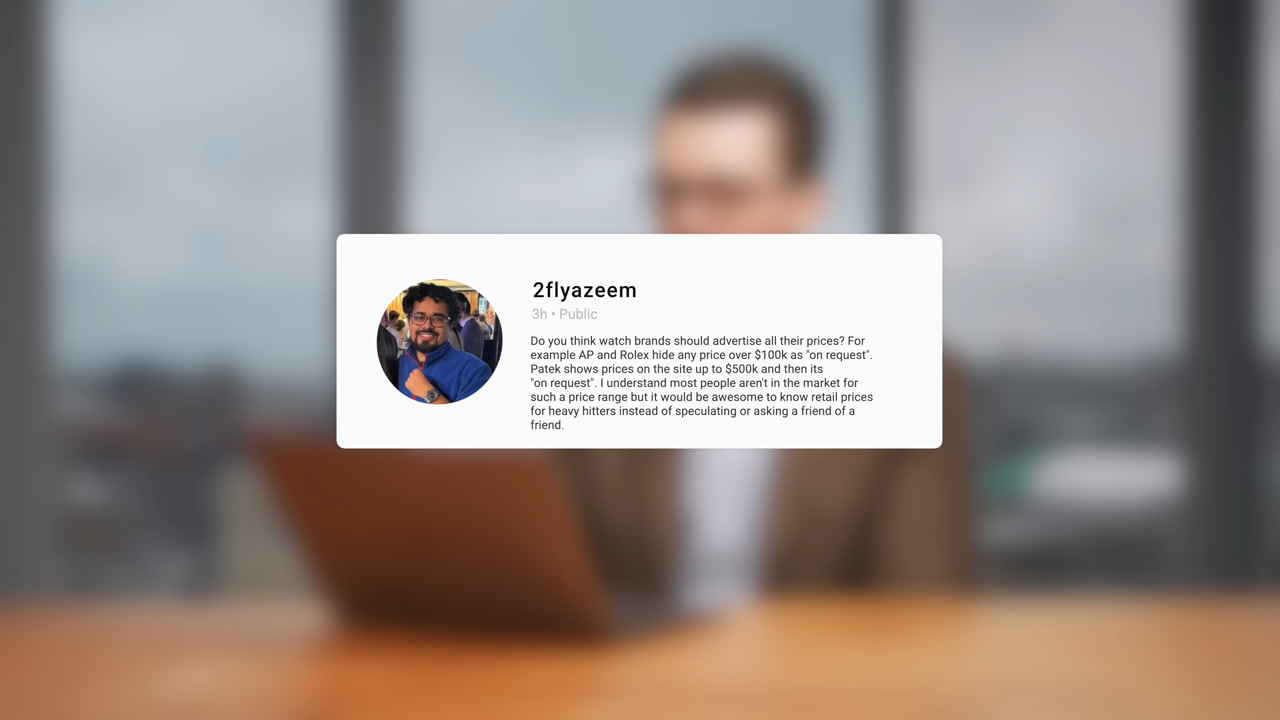 2flyazeem
3h • Public
Do you think watch brands should advertise all their prices? For
example AP and Rolex hide any price over $100k as "on request".
Patek shows prices on the site up to $500k and then its
"on request". I understand most people aren't in the market for
such a price range but it would be awesome to know retail prices
for heavy hitters instead of speculating or asking a friend of a
friend.